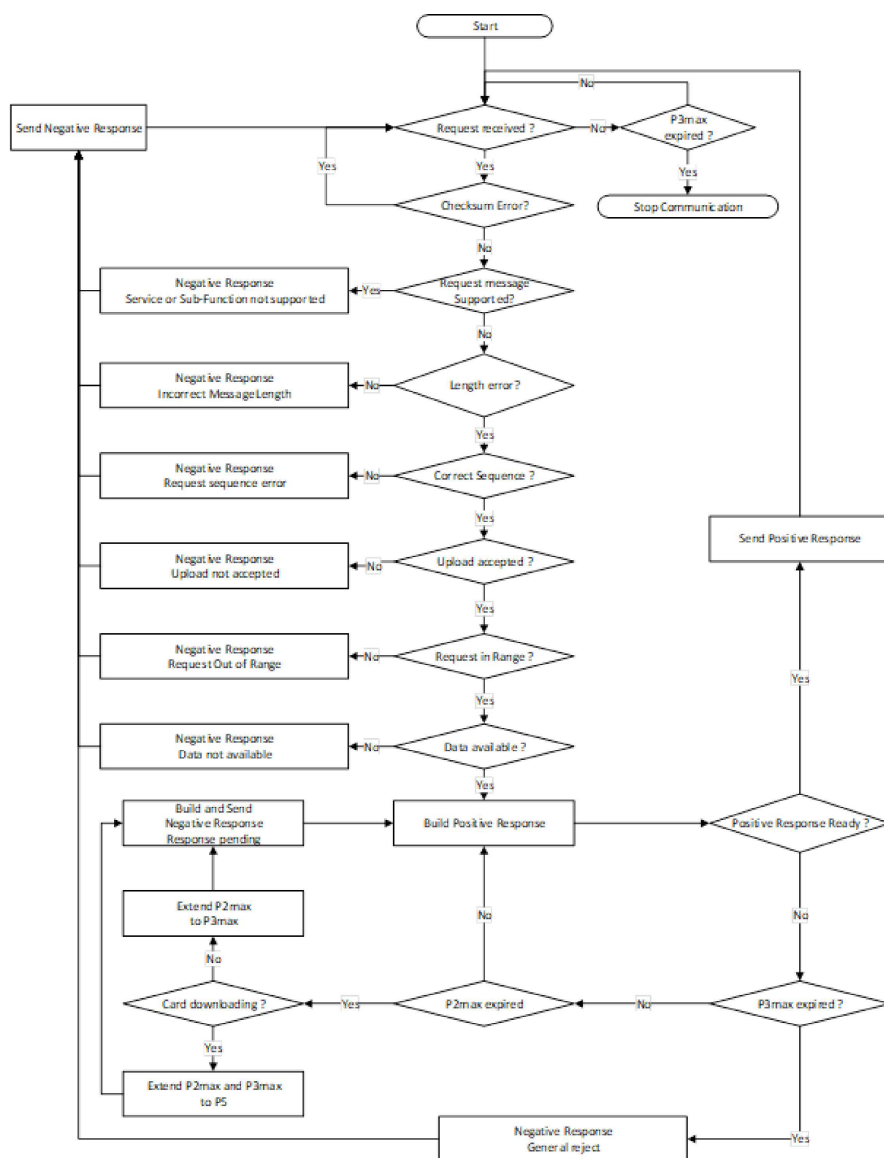 Start
No
Send Negative Response
Request received ?
No
P3max
expired ?
Yes
Yes
Yes
Checksum Error?
Stop Communication
No
Negative Response
Service or Sub-Function not supported
Yes
Request message
Supported?
No
Negative Response
Incorrect MessageLength
No
Length error?
Yes
Negative Response
Request sequence error
No
Correct Sequence ?
Yes
Send Positive Response
Negative Response
Upload not accepted
No
Upload accepted ?
Yes
Negative Response
Request Out of Range
No
Request in Range ?
Yes
Yes
Negative Response
Data not available
No
Data available ?
Yes
Build and Send
Negative Response
Response pending
Build Positive Response
Positive Response Ready ?
Extend P2max
to P3max
No
No
No
Card downloading ?
Yes
P2max expired
No
P3max expired ?
Yes
Extend P2max and P3max
to P5
Negative Response
General reject
Yes